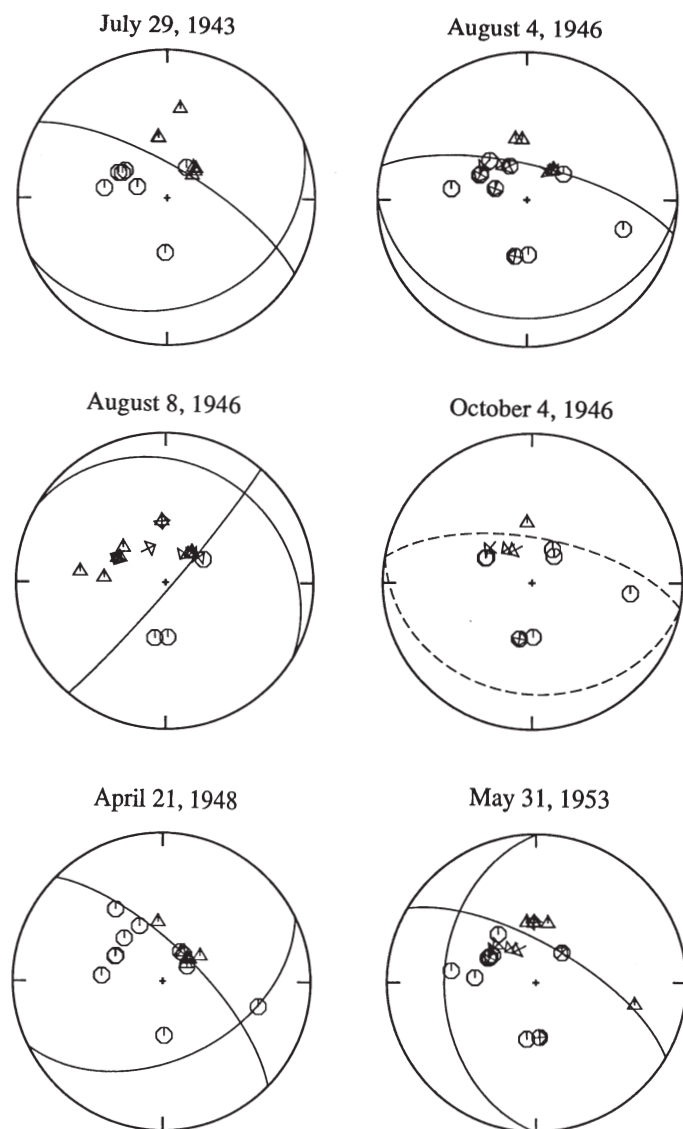 July 29, 1943
August 4, 1946
August 8, 1946
October 4, 1946
April 21, 1948
May 31, 1953